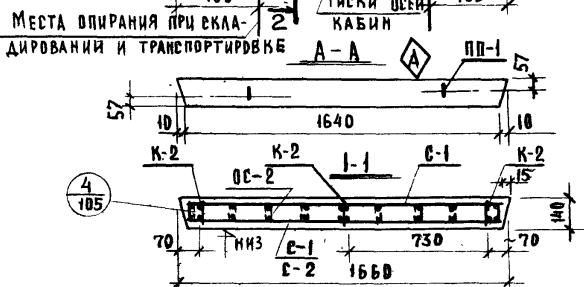 МЕСТА ОПИРАНИЯ ПРИ СКЛА-
ДИРОВАНИИ И ТРАНСПОРТИРОВКЕ
2
КАБИН
А-А
А
ПП-1
57
57
10
1640
10
К-2
К-2
1-1
С-1
К-2
ОС-2
15
4
105
140
70
НИЗ
С-1
С-2
730
70
1660